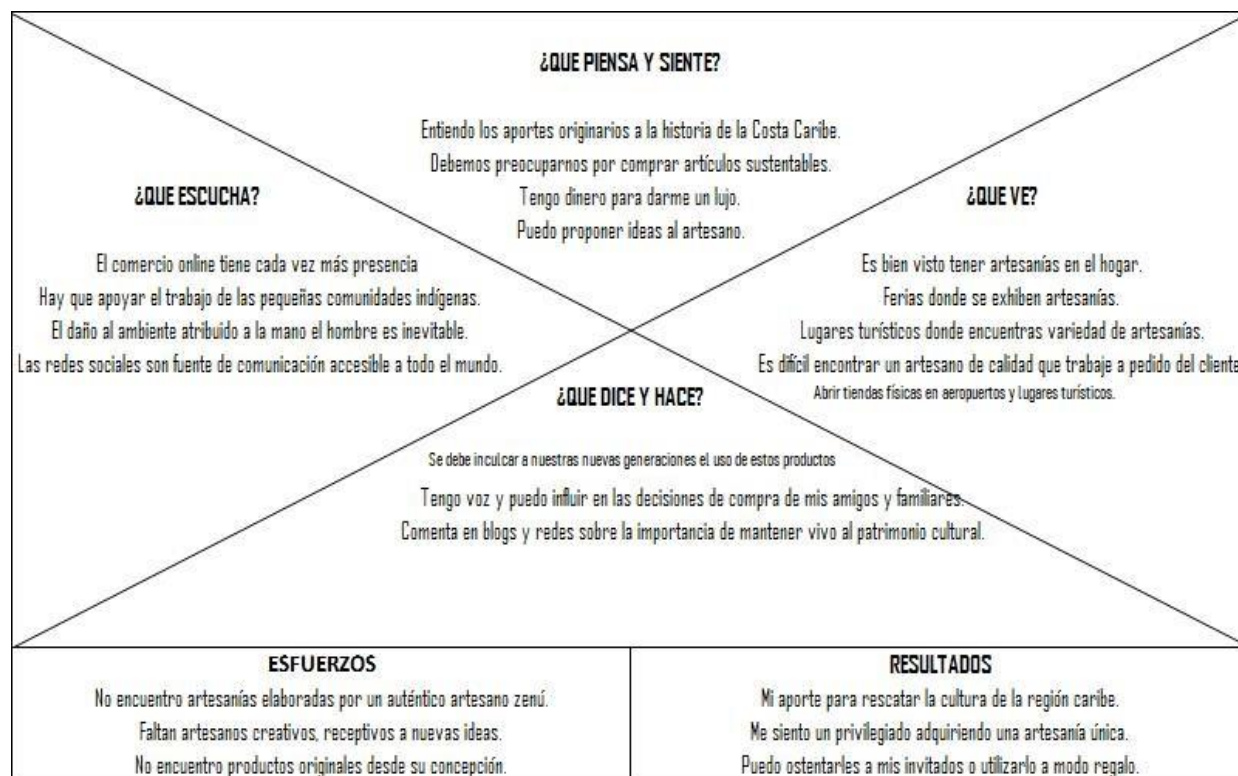 ¿QUE PIENSA Y SIENTE?
Entiendo los aportes originarios a la historia de la Costa Caribe.
Debemos preocuparnos por comprar artículos sustentables.
Tengo dinero para darme un lujo.
Puedo proponer ideas al artesano.
¿QUE ESCUCHA?
El comercio online tiene cada vez más presencia
Hay que apoyar el trabajo de las pequeñas comunidades indígenas.
El daño al ambiente atribuido a la mano el hombre es inevitable.
Las redes sociales son fuente de comunicación accesible a todo el mundo.
¿QUE VE?
Es bien visto tener artesanías en el hogar.
Ferias donde se exhiben artesanías.
Lugares turísticos donde encuentras variedad de artesanías.
Es difícil encontrar un artesano de calidad que trabaje a pedido del cliente
Abrir tiendas físicas en aeropuertos y lugares turísticos.
¿QUE DICE Y HACE?
Se debe inculcar a nuestras nuevas generaciones el uso de estos productos
Tengo voz y puedo influir en las decisiones de compra de mis amigos y familiares.
Comenta en blogs y redes sobre la importancia de mantener vivo al patrimonio cultural.
ESFUERZOS
No encuentro artesanías elaboradas por un auténtico artesano zenú.
Faltan artesanos creativos, receptivos a nuevas ideas.
No encuentro productos originales desde su concepción.
RESULTADOS
Mi aporte para rescatar la cultura de la región caribe.
Me siento un privilegiado adquiriendo una artesanía única.
Puedo ostentarles a mis invitados o utilizarlo a modo regalo.